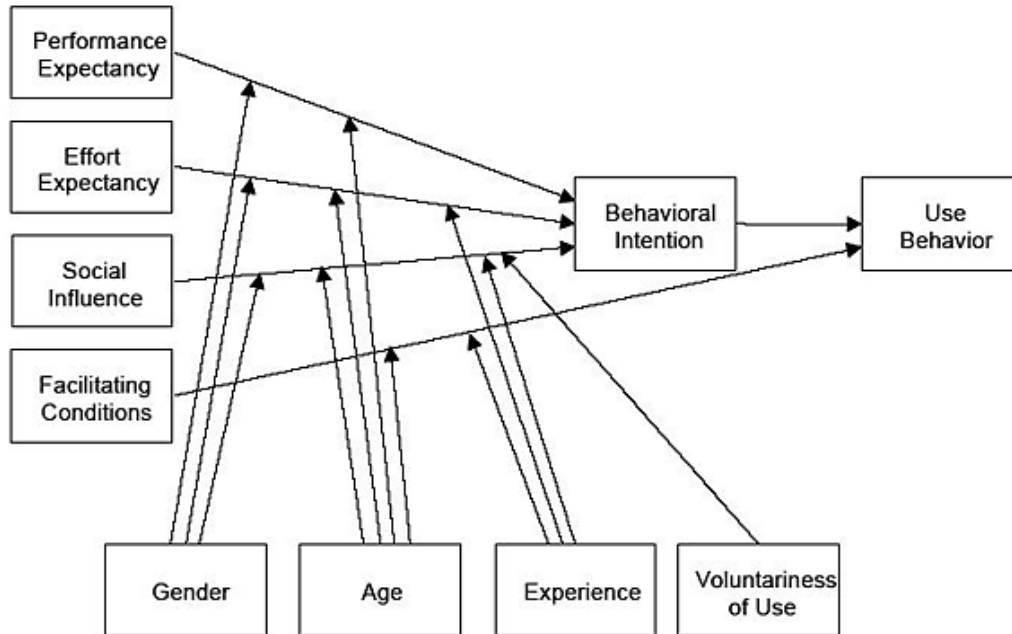 Performance
Expectancy
Effort
Expectancy
Social
Influence
Facilitating
Conditions
Behavioral
Intention
Use
Behavior
Gender
Age
Experience
Voluntariness
of Use